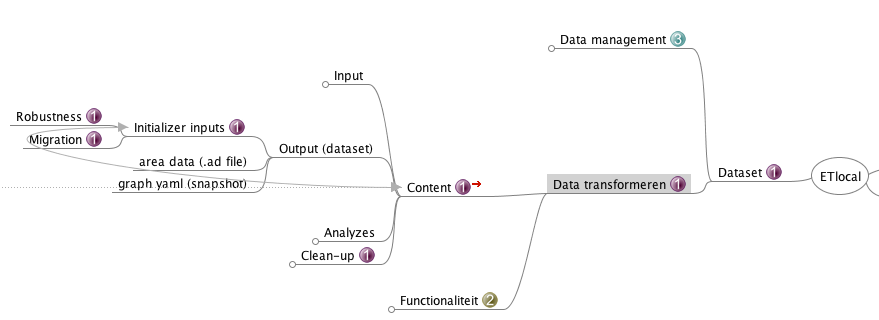 Data management 3
Input
Robustness 1
Initializer inputs 1
Migration 1
Output (dataset)
area data (.ad file)
graph yaml (snapshot)
Content 1
Data transformeren 1
Dataset 1
ETlocal
Analyzes
Clean-up 1
Functionaliteit 2